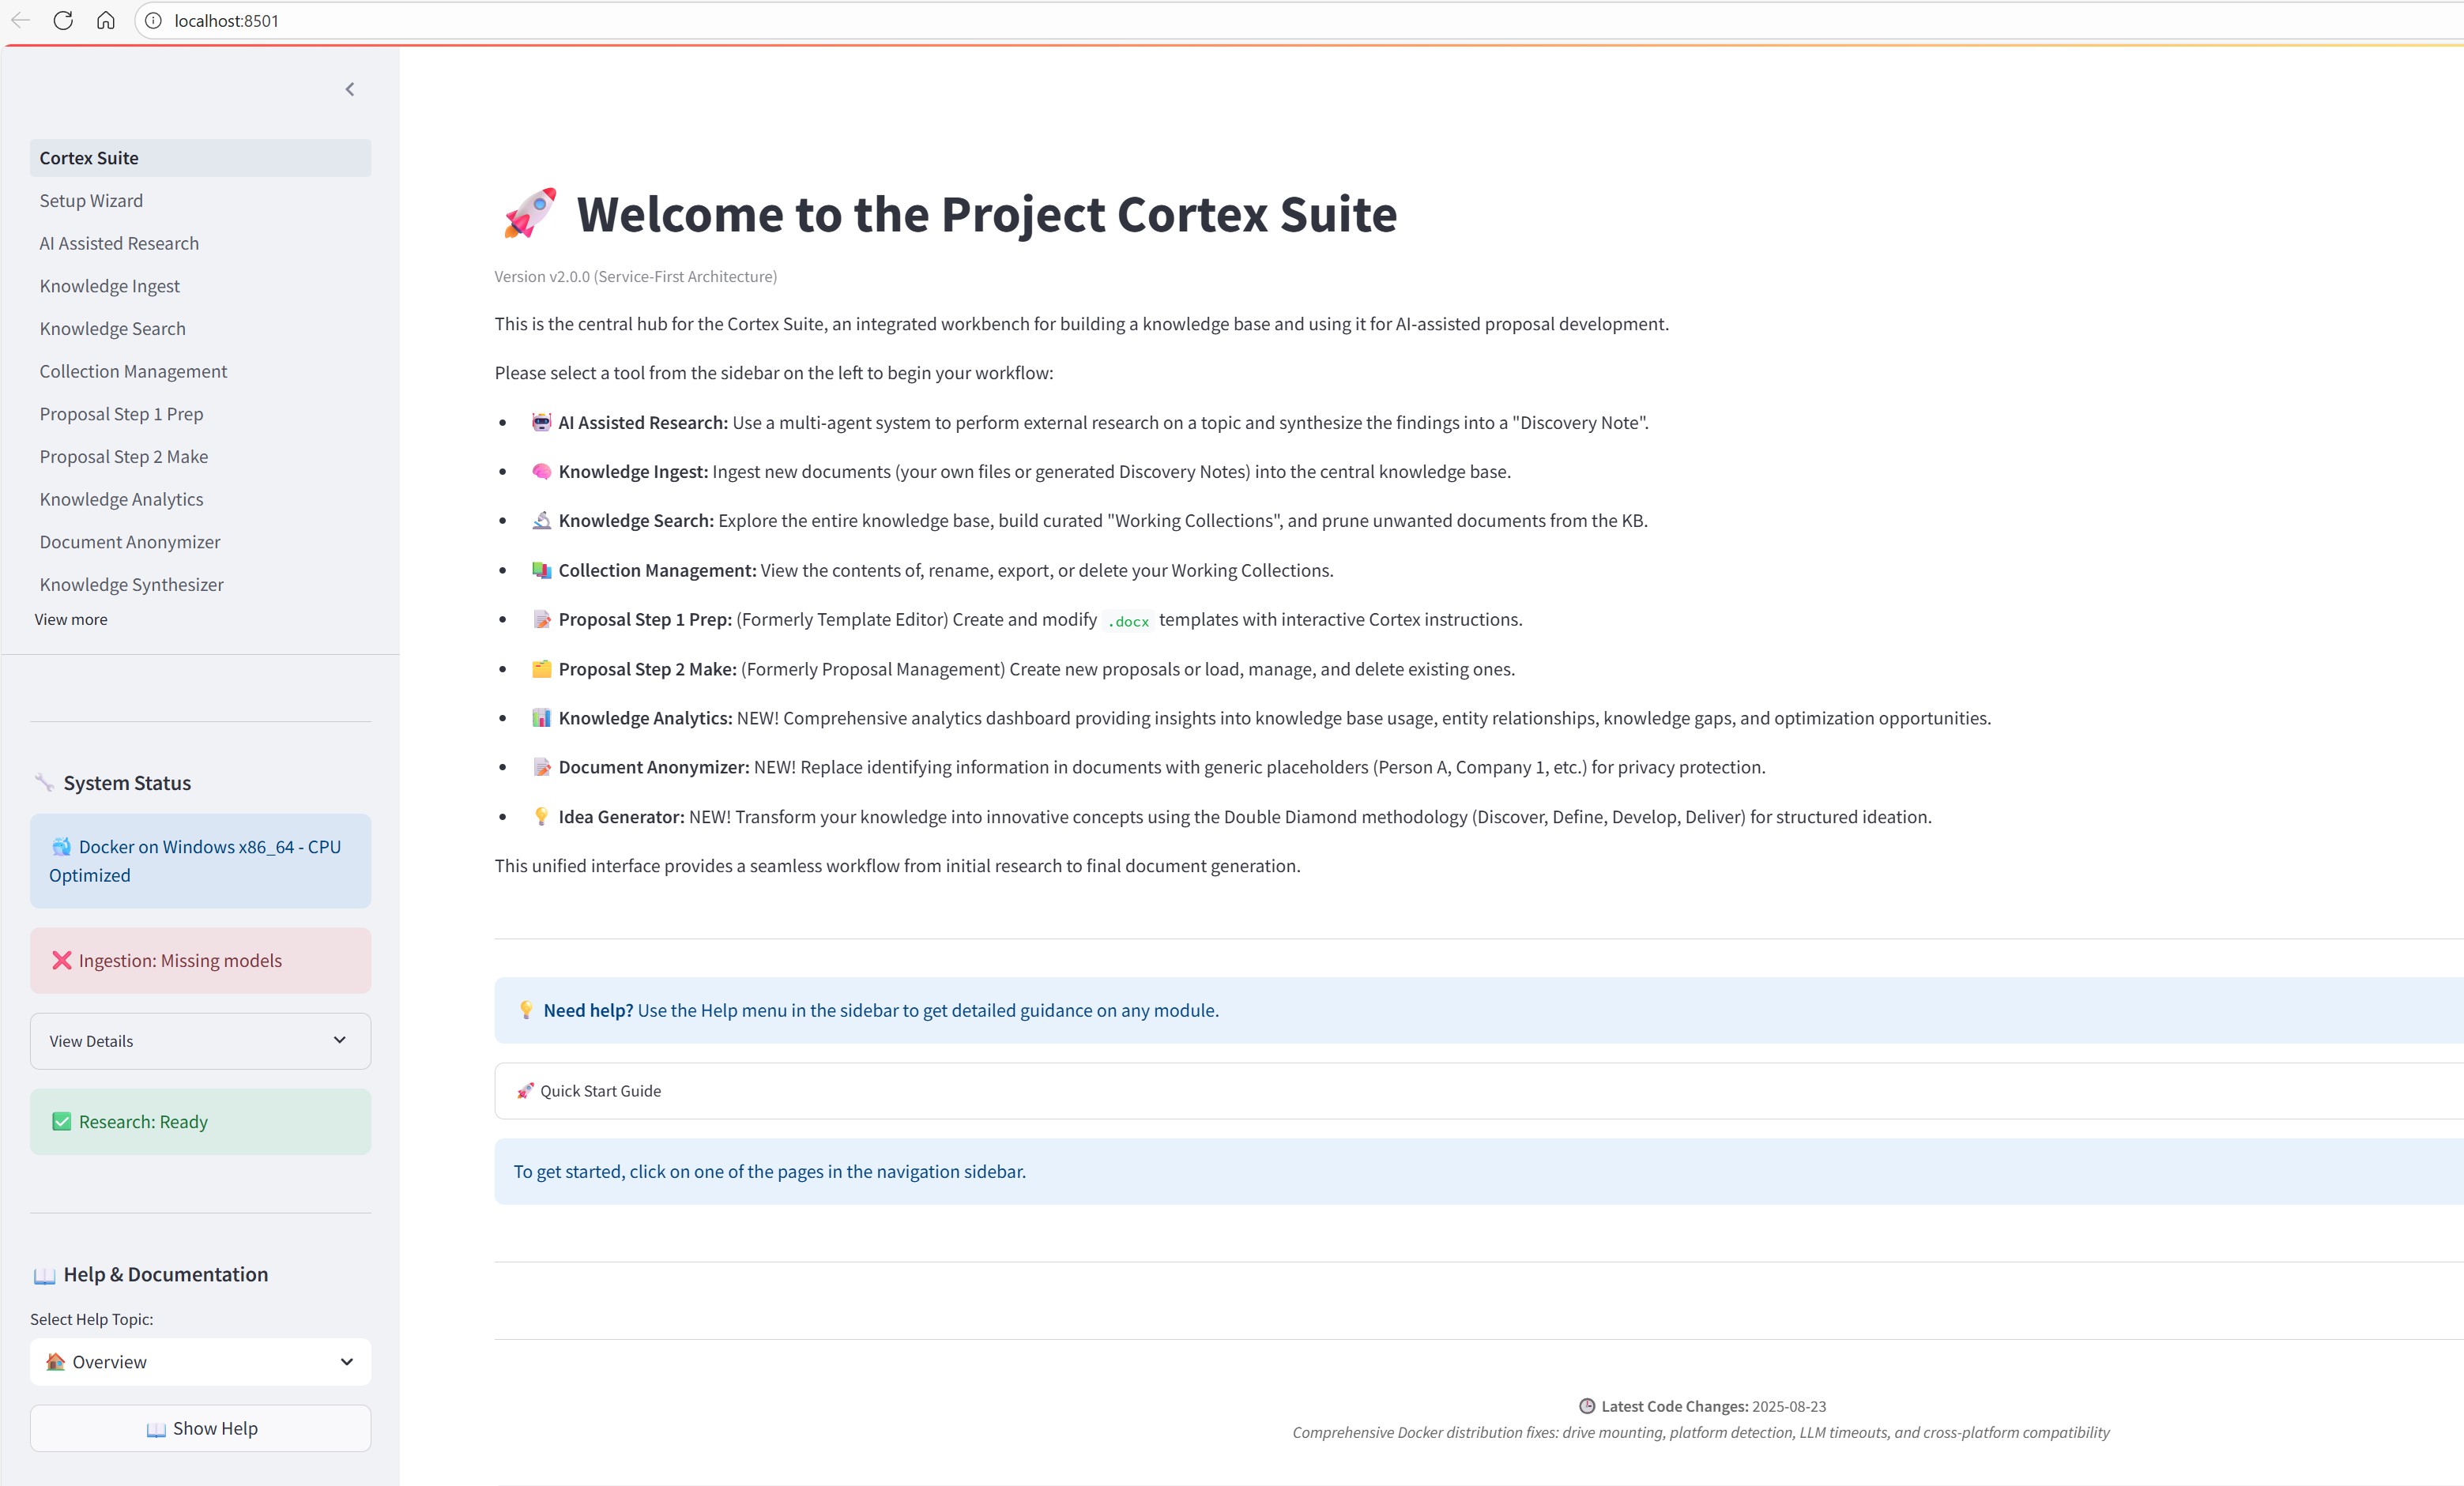 localhost:8501
Cortex Suite
Setup Wizard
AI Assisted Research
Knowledge Ingest
Knowledge Search
Collection Management
Proposal Step 1 Prep
Proposal Step 2 Make
Knowledge Analytics
Document Anonymizer
Knowledge Synthesizer
View more
System Status
Docker on Windows x86_64 - CPU
Optimized
Ingestion: Missing models
View Details
Research: Ready
Help & Documentation
Select Help Topic:
Overview
Show Help
Welcome to the Project Cortex Suite
Version v2.0.0 (Service-First Architecture)
This is the central hub for the Cortex Suite, an integrated workbench for building a knowledge base and using it for AI-assisted proposal development.
Please select a tool from the sidebar on the left to begin your workflow:
AI Assisted Research: Use a multi-agent system to perform external research on a topic and synthesize the findings into a "Discovery Note".
Knowledge Ingest: Ingest new documents (your own files or generated Discovery Notes) into the central knowledge base.
Knowledge Search: Explore the entire knowledge base, build curated "Working Collections", and prune unwanted documents from the KB.
Collection Management: View the contents of, rename, export, or delete your Working Collections.
Proposal Step 1 Prep: (Formerly Template Editor) Create and modify .docx templates with interactive Cortex instructions.
Proposal Step 2 Make: (Formerly Proposal Management) Create new proposals or load, manage, and delete existing ones.
Knowledge Analytics: NEW! Comprehensive analytics dashboard providing insights into knowledge base usage, entity relationships, knowledge gaps, and optimization opportunities.
Document Anonymizer: NEW! Replace identifying information in documents with generic placeholders (Person A, Company 1, etc.) for privacy protection.
Idea Generator: NEW! Transform your knowledge into innovative concepts using the Double Diamond methodology (Discover, Define, Develop, Deliver) for structured ideation.
This unified interface provides a seamless workflow from initial research to final document generation.
Need help? Use the Help menu in the sidebar to get detailed guidance on any module.
Quick Start Guide
To get started, click on one of the pages in the navigation sidebar.
Latest Code Changes: 2025-08-23
Comprehensive Docker distribution fixes: drive mounting, platform detection, LLM timeouts, and cross-platform compatibility